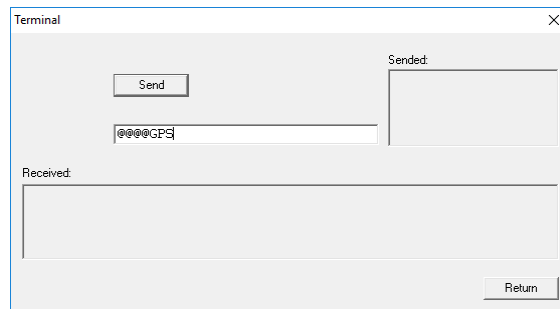 Terminal
Sended:
Send
@@@@GPS
Received:
Return